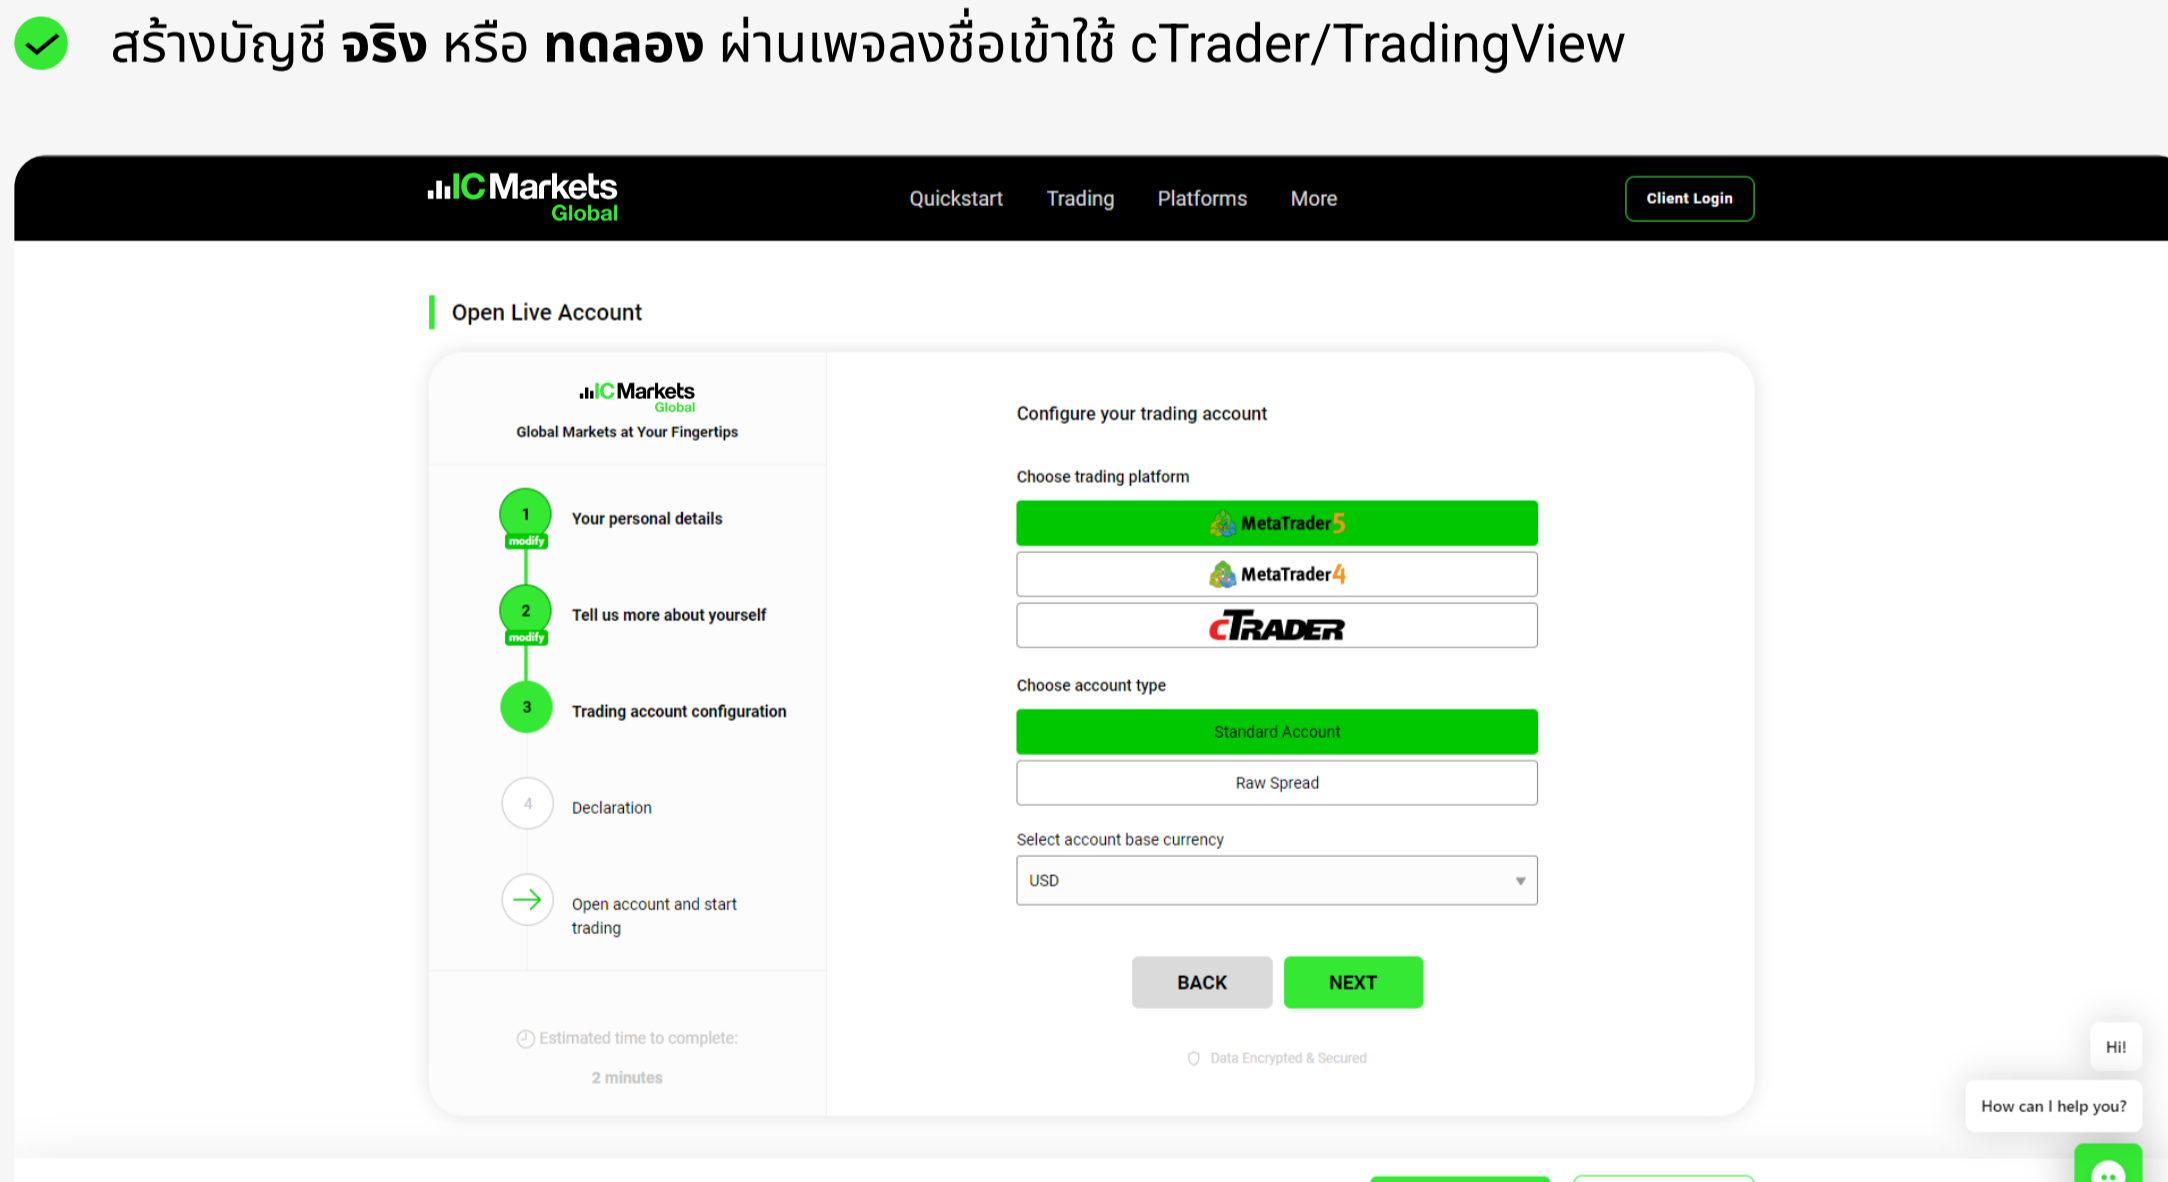 สร้างบัญชี จริง หรือ ทดลอง ผ่านเพจลงชื่อเข้าใช้ cTrader/TradingView
IC Markets
Global
Quickstart
Trading
Platforms
More
Client Login
Open Live Account
IC Markets
Global
Global Markets at Your Fingertips
1
modify
Your personal details
2
modify
Tell us more about yourself
3
Trading account configuration
4
Declaration
Open account and start
trading
Estimated time to complete:
2 minutes
Configure your trading account
Choose trading platform
MetaTrader5
MetaTrader4
cTRADER
Choose account type
Standard Account
Raw Spread
Select account base currency
USD
BACK
NEXT
Data Encrypted & Secured
Hi!
How can I help you?